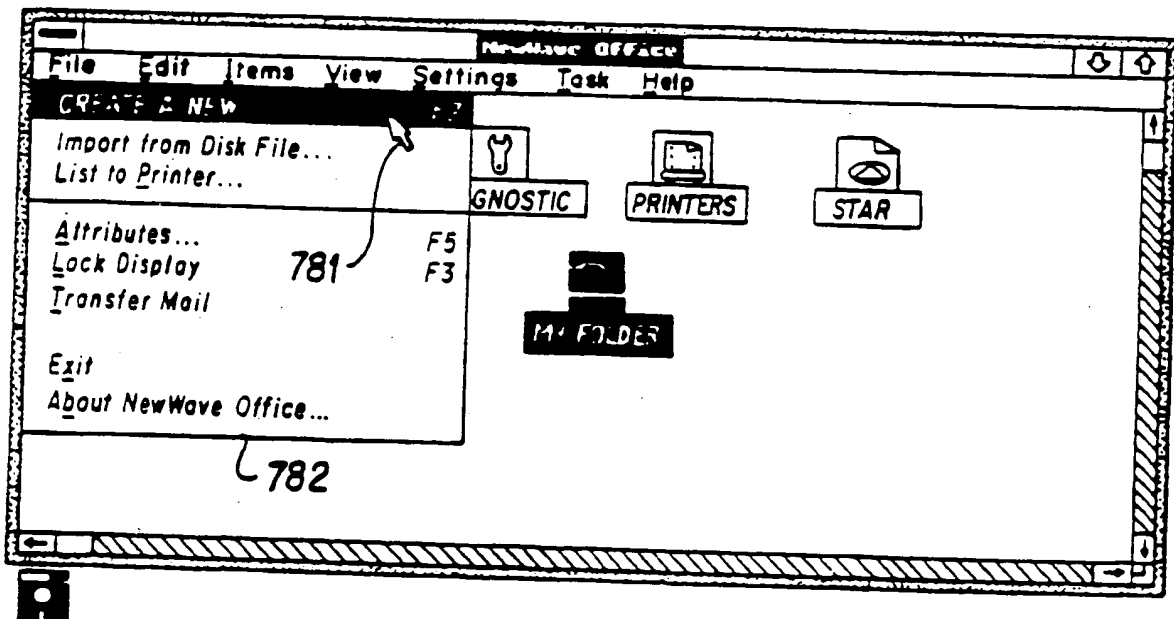 NewWave Office
File Edit Items View Settings Task Help
CREATE A NEW
Import from Disk File...
List to Printer...
GNOSTIC
PRINTERS
STAR
Attributes... F5
Lock Display F3
781
Transfer Mail
MY FOLDER
Exit
About NewWave Office...
782